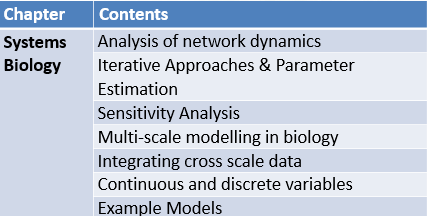 Chapter Contents
Systems Biology
Analysis of network dynamics
Iterative Approaches & Parameter
Estimation
Sensitivity Analysis
Multi-scale modelling in biology
Integrating cross scale data
Continuous and discrete variables
Example Models